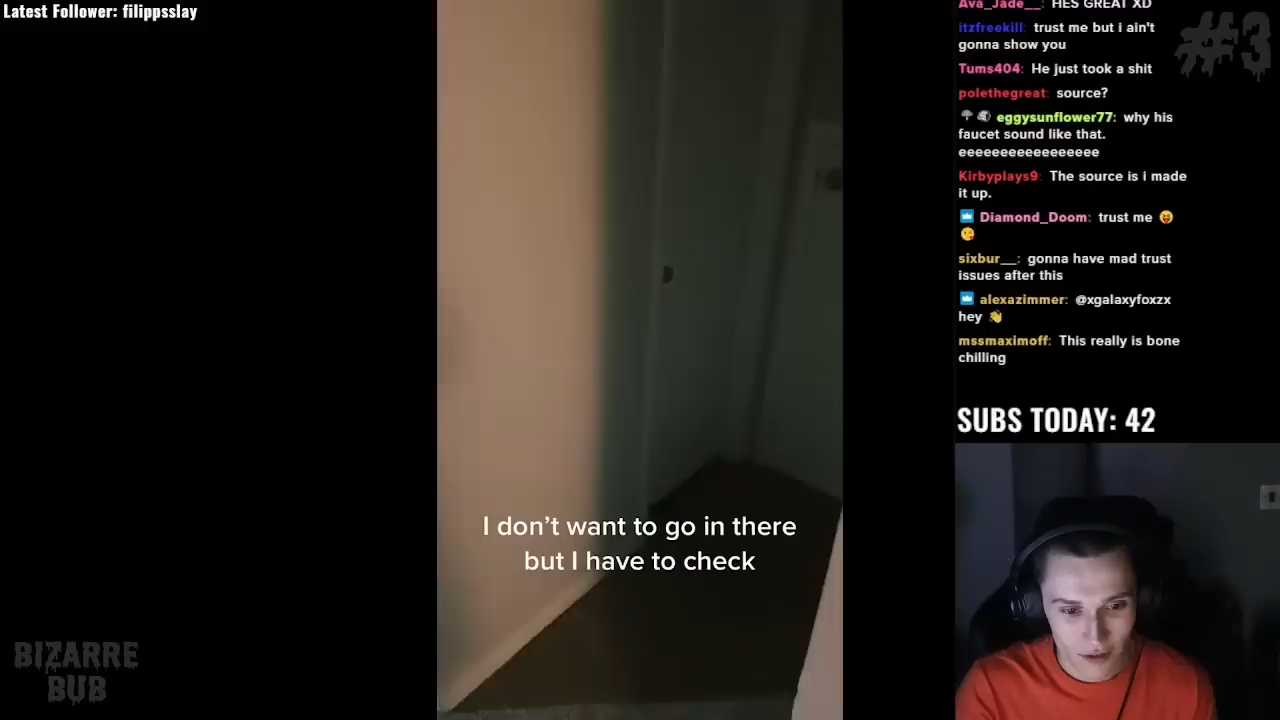 Latest Follower: filippsslay
Ava_Jade__: HES GREAT XD
itzfreekill: trust me but i ain't
gonna show you
Tums404: He just took a shit
polethegreat: source?
eggysunflower77: why his
faucet sound like that.
eeeeeeeeeeeeeeeee
Kirbyplays9: The source is i made
it up.
Diamond_Doom: trust me
sixbur__: gonna have mad trust
issues after this
alexazimmer: @xgalaxyfoxzx
hey
mssmaximoff: This really is bone
chilling
#3
SUBS TODAY: 42
I don’t want to go in there
but I have to check
BIZARRE
BUB